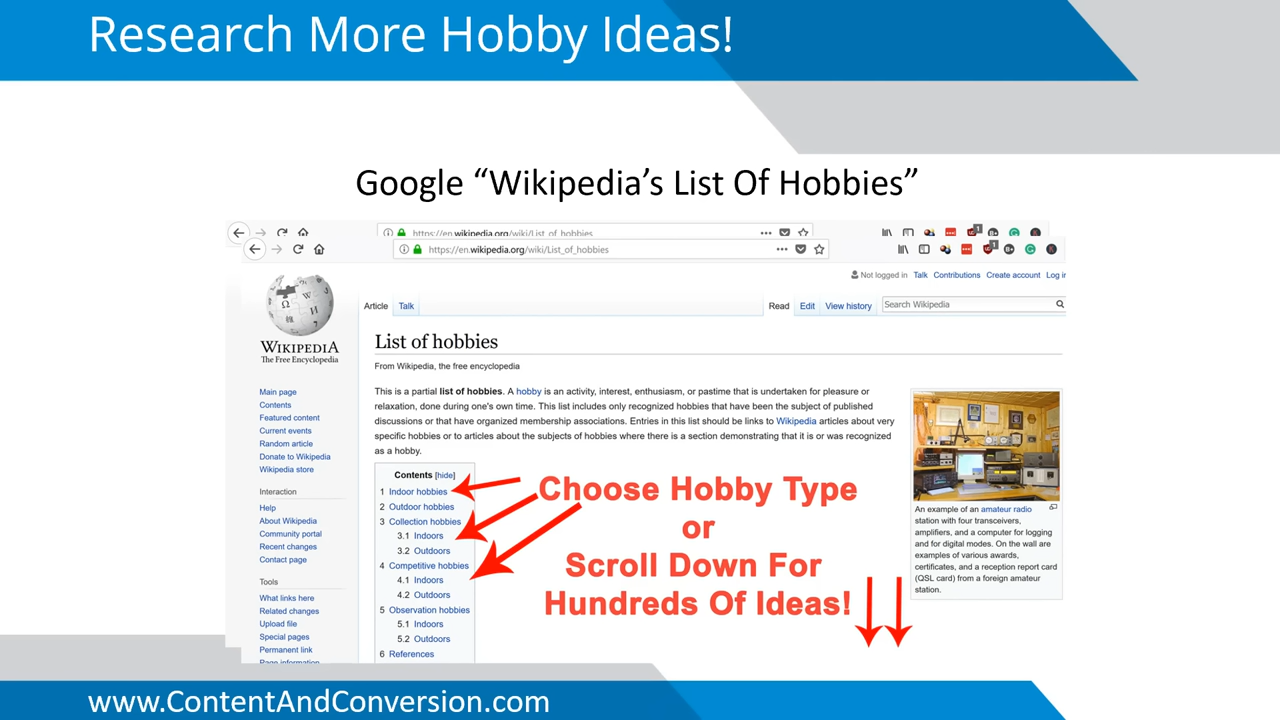 Research More Hobby Ideas!
Google “Wikipedia’s List Of Hobbies”
https://en.wikipedia.org/wiki/List_of_hobbies
https://en.wikipedia.org/wiki/List_of_hobbies
Not logged in Talk Contributions Create account Log in
Article Talk Read Edit View history Search Wikipedia
WIKIPEDIA
The Free Encyclopedia
List of hobbies
From Wikipedia, the free encyclopedia
This is a partial list of hobbies. A hobby is an activity, interest, enthusiasm, or pastime that is undertaken for pleasure or
relaxation, done during one's own time. This list includes only recognized hobbies that have been the subject of published
discussions or that have organized membership associations. Entries in this list should be links to Wikipedia articles about very
specific hobbies or to articles about the subjects of hobbies where there is a section demonstrating that it is or was recognized
as a hobby.
Main page
Contents
Featured content
Current events
Random article
Donate to Wikipedia
Wikipedia store
Interaction
Help
About Wikipedia
Community portal
Recent changes
Contact page
Tools
What links here
Related changes
Upload file
Special pages
Permanent link
Page information
Contents [hide]
1 Indoor hobbies
2 Outdoor hobbies
3 Collection hobbies
3.1 Indoors
3.2 Outdoors
4 Competitive hobbies
4.1 Indoors
4.2 Outdoors
5 Observation hobbies
5.1 Indoors
5.2 Outdoors
6 References
Choose Hobby Type
or
Scroll Down For
Hundreds Of Ideas!
An example of an amateur radio
station with four transceivers,
amplifiers, and a computer for logging
and for digital modes. On the wall are
examples of various awards,
certificates, and a reception report card
(QSL card) from a foreign amateur
station.
www.ContentAndConversion.com